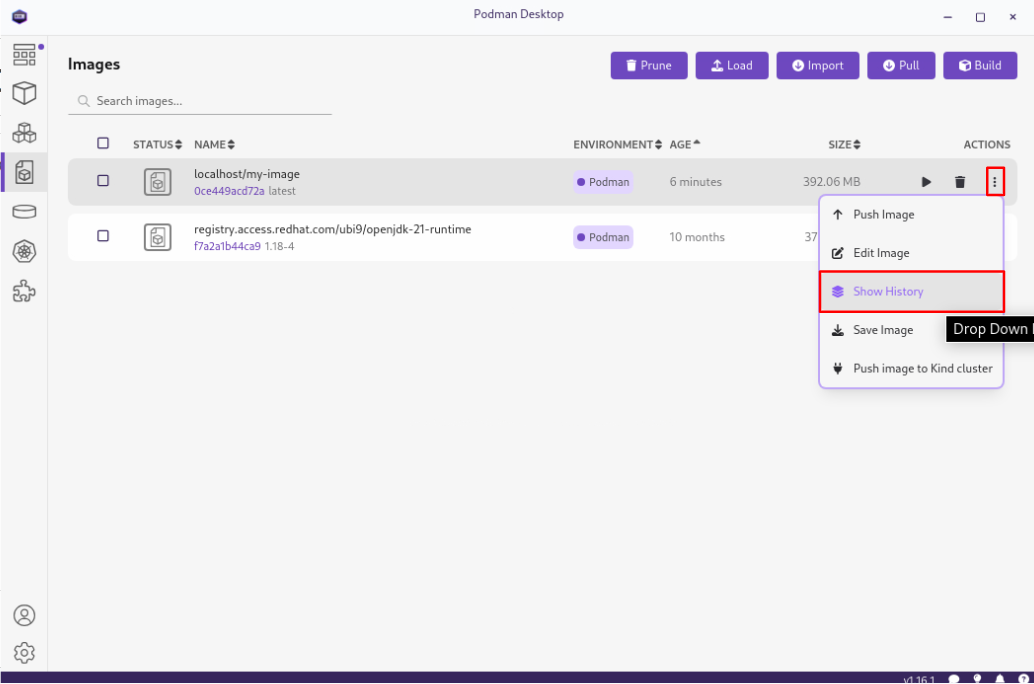 Podman Desktop
Images
Prune Load Import Pull Build
Search images...
STATUS NAME ENVIRONMENT AGE SIZE ACTIONS
localhost/my-image
0ce449acd72a latest
Podman 6 minutes 392.06 MB
registry.access.redhat.com/ubi9/openjdk-21-runtime
f7a2a1b44ca9 1.18-4
Podman 10 months 37
Push Image
Edit Image
Show History
Save Image
Drop Down
Push image to Kind cluster
v1.16.1